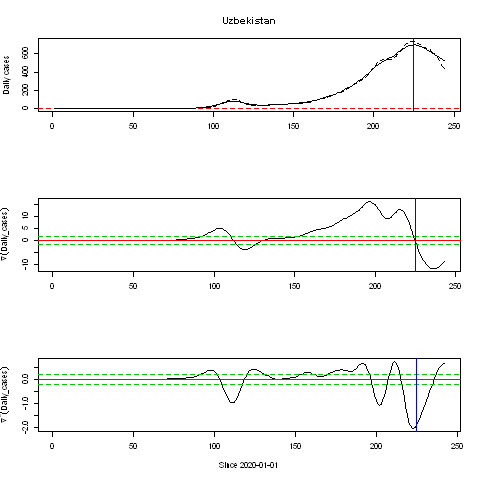 Uzbekistan
Daily cases
0 200 400 600
0 50 100 150 200 250
∇(Daily_cases)
-10 0 5 10
0 50 100 150 200 250
∇'(Daily_cases)
-2.0 -1.0 0.0
0 50 100 150 200 250
Since 2020-01-01